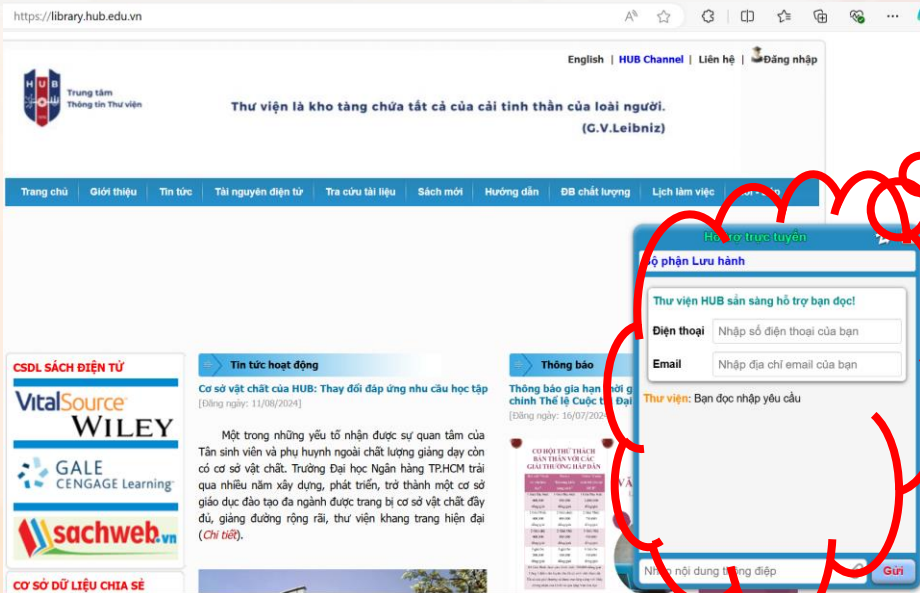 https://library.hub.edu.vn
English | HUB Channel | Liên hệ | Đăng nhập
HUB
Trung tâm
Thông tin Thư viện
Thư viện là kho tàng chứa tất cả của cải tinh thần của loài người.
(G.V.Leibniz)
Trang chủ Giới thiệu Tin tức Tài nguyên điện tử Tra cứu tài liệu Sách mới Hướng dẫn ĐB chất lượng Lịch làm việc
Hỗ trợ trực tuyến
Bộ phận Lưu hành
Thư viện HUB sẵn sàng hỗ trợ bạn đọc!
Điện thoại Nhập số điện thoại của bạn
Email Nhập địa chỉ email của bạn
Thư viện: Bạn đọc nhập yêu cầu
Nhập nội dung thông điệp
Gửi
CSDL SÁCH ĐIỆN TỬ
VitalSource
WILEY
GALE
CENGAGE Learning
sachweb.vn
CƠ SỞ DỮ LIỆU CHIA SẺ
Tin tức hoạt động
Cơ sở vật chất của HUB: Thay đổi đáp ứng nhu cầu học tập
[Đăng ngày: 11/08/2024]
Một trong những yếu tố nhận được sự quan tâm của
Tân sinh viên và phụ huynh ngoài chất lượng giảng dạy còn
có cơ sở vật chất. Trường Đại học Ngân hàng TP.HCM trải
qua nhiều năm xây dựng, phát triển, trở thành một cơ sở
giáo dục đào tạo đa ngành được trang bị cơ sở vật chất đầy
đủ, giảng đường rộng rãi, thư viện khang trang hiện đại
(Chi tiết).
Thông báo
Thông báo gia hạn thời g
chính Thể lệ Cuộc thi Đại
[Đăng ngày: 16/07/202
CƠ HỘI THỬ THÁCH
BẢN THÂN VỚI CÁC
GIẢI THƯỞNG HẤP DẪN